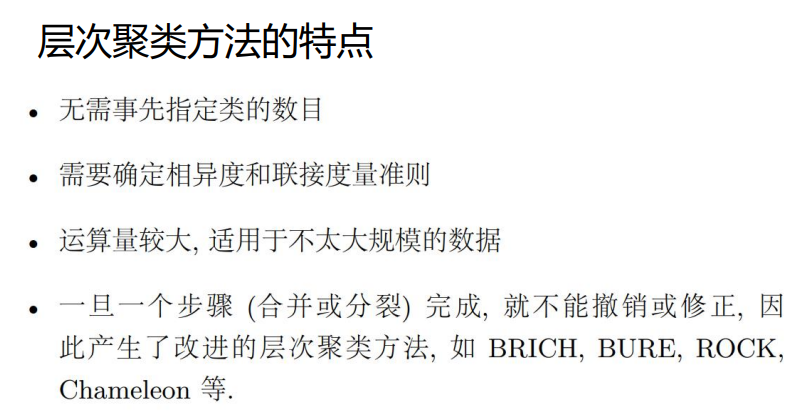 层次聚类方法的特点
• 无需事先指定类的数目
• 需要确定相异度和联接度量准则
• 运算量较大, 适用于不太大规模的数据
• 一旦一个步骤 (合并或分裂) 完成, 就不能撤销或修正, 因
此产生了改进的层次聚类方法, 如 BRICH, BURE, ROCK,
Chameleon 等.